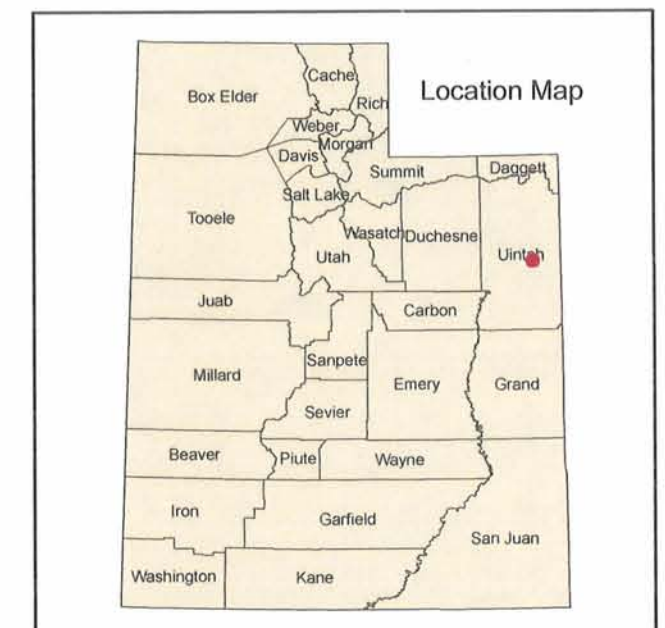 Location Map
Cache
Box Elder
Rich
Weber
Morgan
Davis
Summit
Daggett
Salt Lake
Tooele
Wasatch
Duchesne
Uintah
Utah
Juab
Carbon
Sanpete
Millard
Emery
Grand
Sevier
Beaver
Piute
Wayne
Iron
Garfield
San Juan
Washington
Kane